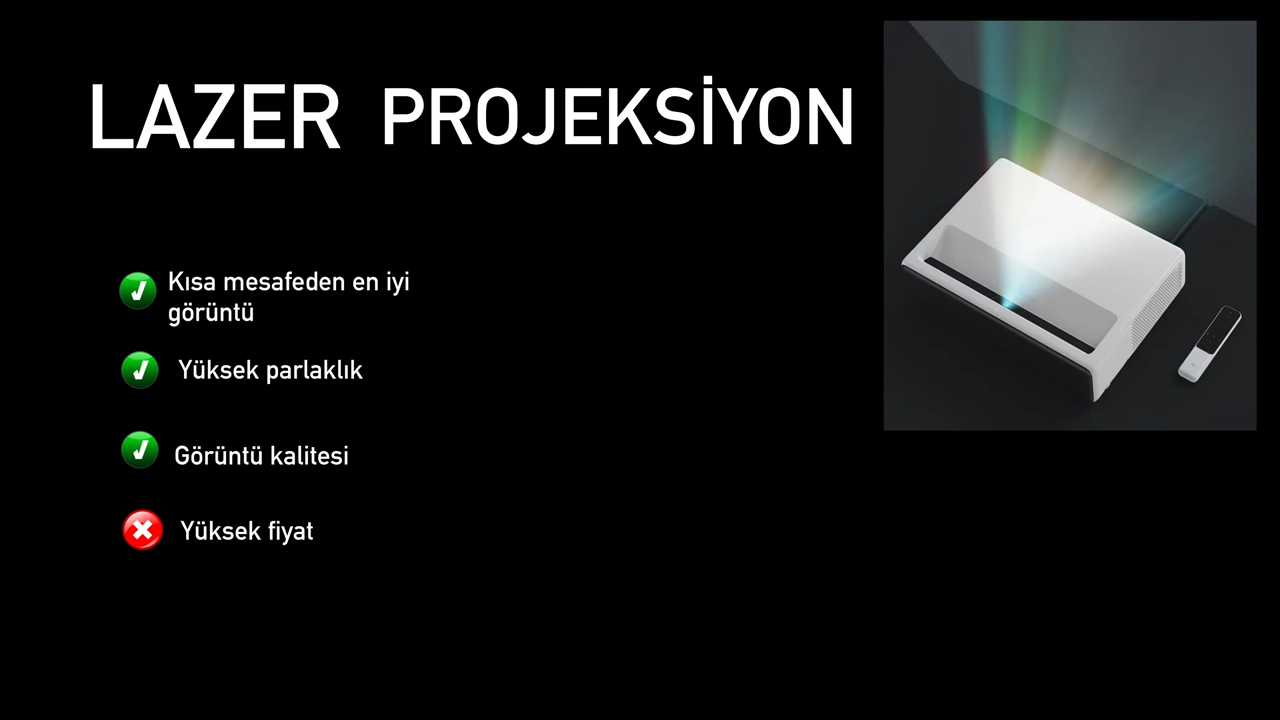 LAZER PROJEKSİYON
Kısa mesafeden en iyi
görüntü
Yüksek parlaklık
Görüntü kalitesi
Yüksek fiyat